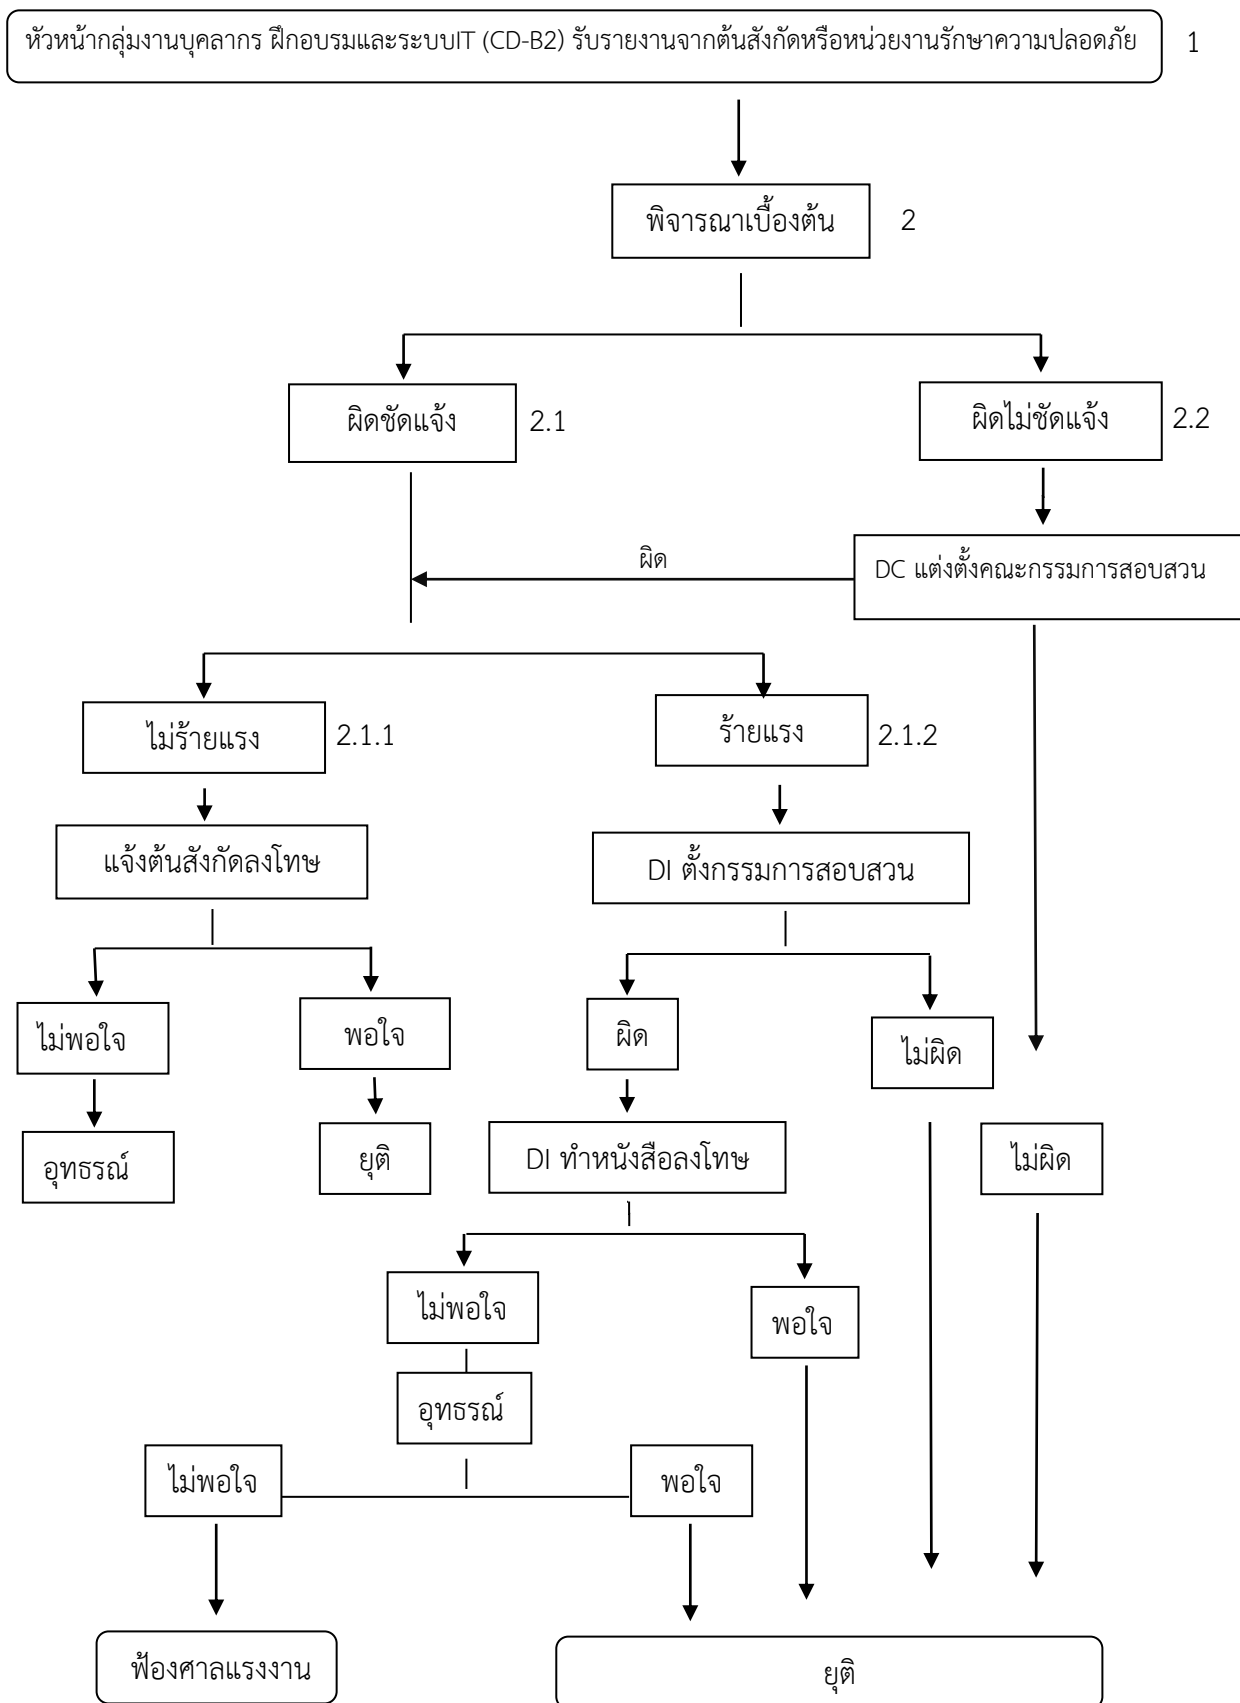 หัวหน้ากลุ่มงานบุคลากร ฝึกอบรมและระบบIT (CD-B2) รับรายงานจากต้นสังกัดหรือหน่วยงานรักษาความปลอดภัย 1
พิจารณาเบื้องต้น 2
ผิดชัดแจ้ง 2.1
ผิดไม่ชัดแจ้ง 2.2
ผิด
DC แต่งตั้งคณะกรรมการสอบสวน
ไม่ร้ายแรง 2.1.1
ร้ายแรง 2.1.2
แจ้งต้นสังกัดลงโทษ
DI ตั้งกรรมการสอบสวน
ไม่พอใจ
พอใจ
ผิด
ไม่ผิด
อุทธรณ์
ยุติ
DI ทำหนังสือลงโทษ
ไม่ผิด
ไม่พอใจ
พอใจ
อุทธรณ์
ไม่พอใจ
พอใจ
ฟ้องศาลแรงงาน
ยุติ